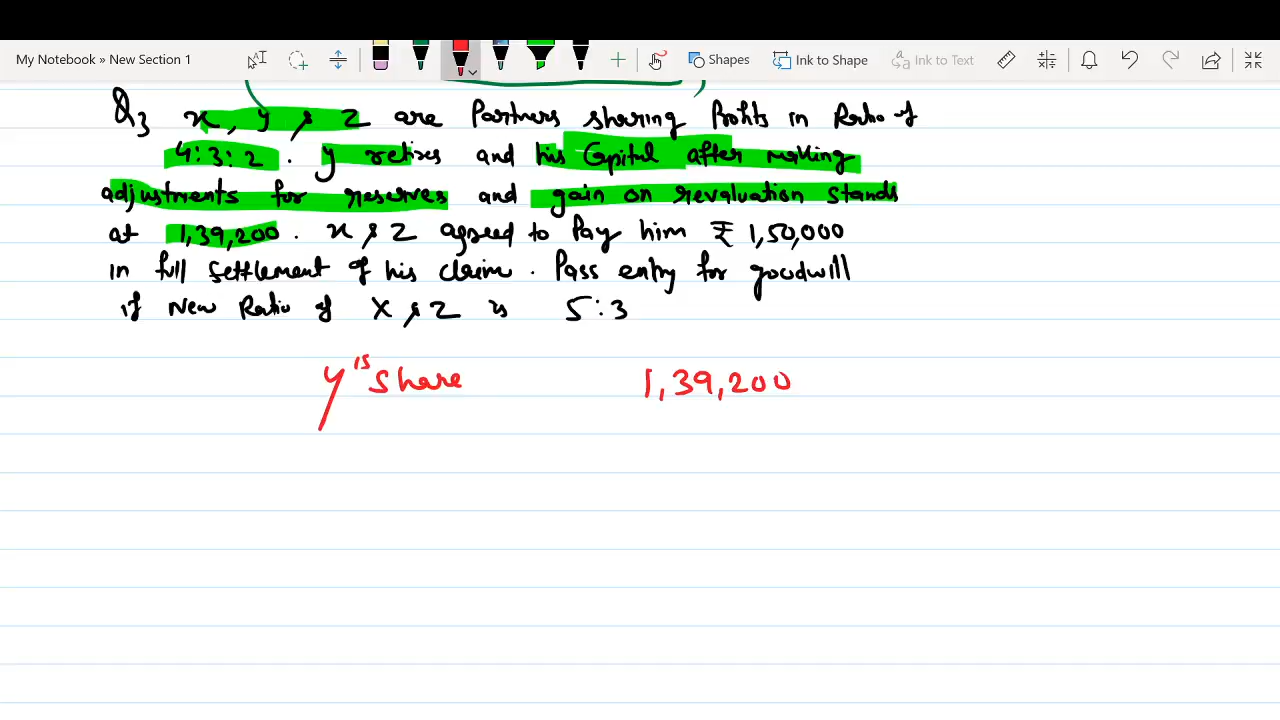 My Notebook » New Section 1
Shapes
Ink to Shape
Ink to Text
Q3 x, y & Z are Partners sharing Profits in Ratio of
4:3:2. y retires and his Capital after making
adjustments for reserves and gain on revaluation stands
at 1,39,200. x & Z agreed to Pay him ₹ 1,50,000
in full settlement of his claim. Pass entry for goodwill
if New Ratio of X & Z is 5:3
y's Share 1,39,200